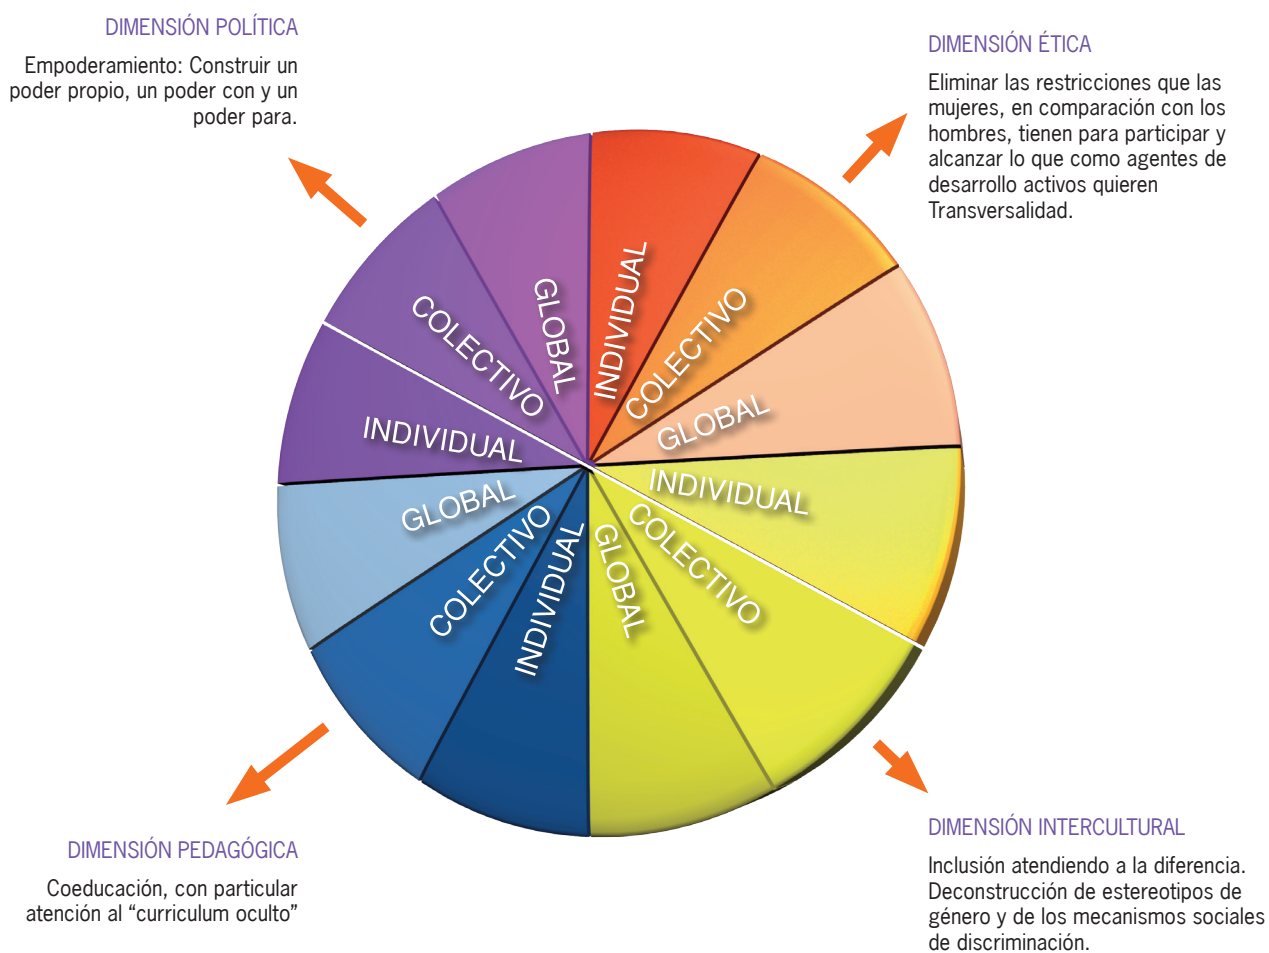 DIMENSIÓN POLÍTICA
Empoderamiento: Construir un
poder propio, un poder con y un
poder para.
DIMENSIÓN ÉTICA
Eliminar las restricciones que las
mujeres, en comparación con los
hombres, tienen para participar y
alcanzar lo que como agentes de
desarrollo activos quieren
Transversalidad.
INDIVIDUAL
COLECTIVO
GLOBAL
INDIVIDUAL
COLECTIVO
GLOBAL
INDIVIDUAL
COLECTIVO
GLOBAL
INDIVIDUAL
COLECTIVO
GLOBAL
DIMENSIÓN PEDAGÓGICA
Coeducación, con particular
atención al “curriculum oculto”
DIMENSIÓN INTERCULTURAL
Inclusión atendiendo a la diferencia.
Deconstrucción de estereotipos de
género y de los mecanismos sociales
de discriminación.